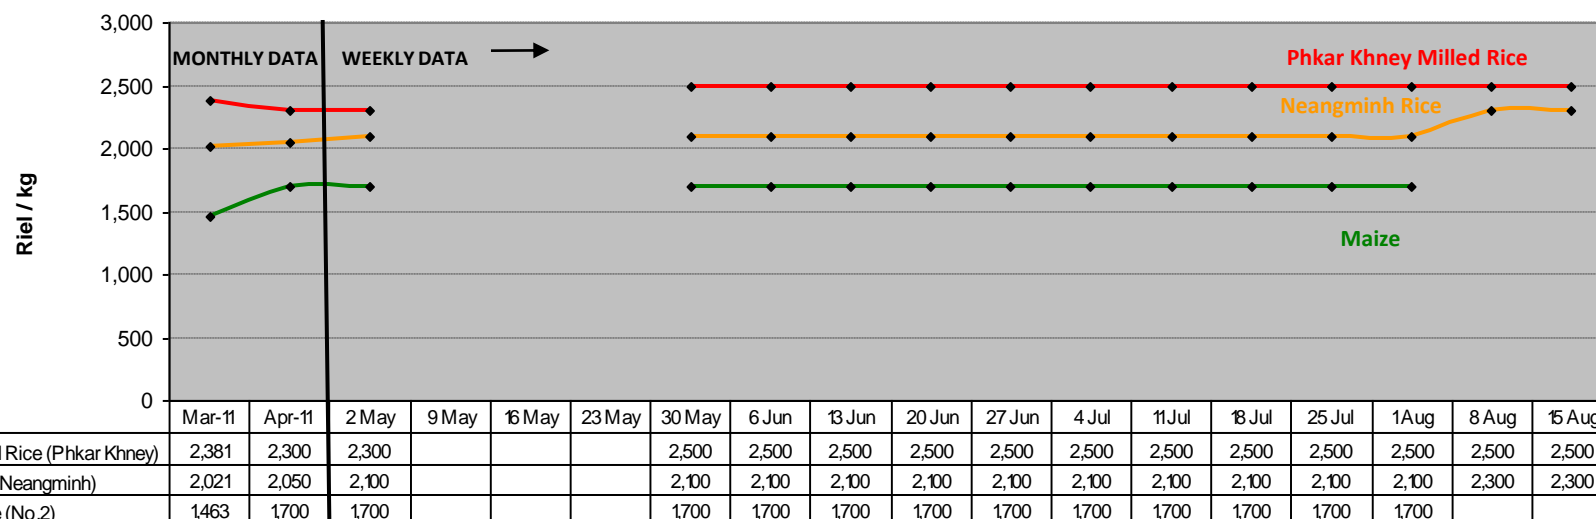 3,000
MONTHLY DATA WEEKLY DATA Phkar Khney Milled Rice
2,500
Neangminh Rice
2,000
Riel / kg
1,500
Maize
1,000
500
0
Mar-11 Apr-11 2 May 9 May 16 May 23 May 30 May 6 Jun 13 Jun 20 Jun 27 Jun 4 Jul 11 Jul 18 Jul 25 Jul 1 Aug 8 Aug 15 Aug
Rice (Phkar Khney) 2,381 2,300 2,300 2,500 2,500 2,500 2,500 2,500 2,500 2,500 2,500 2,500 2,500 2,500 2,500
Neangminh) 2,021 2,050 2,100 2,100 2,100 2,100 2,100 2,100 2,100 2,100 2,100 2,100 2,100 2,300 2,300
(No.2) 1,463 1,700 1,700 1,700 1,700 1,700 1,700 1,700 1,700 1,700 1,700 1,700 1,700